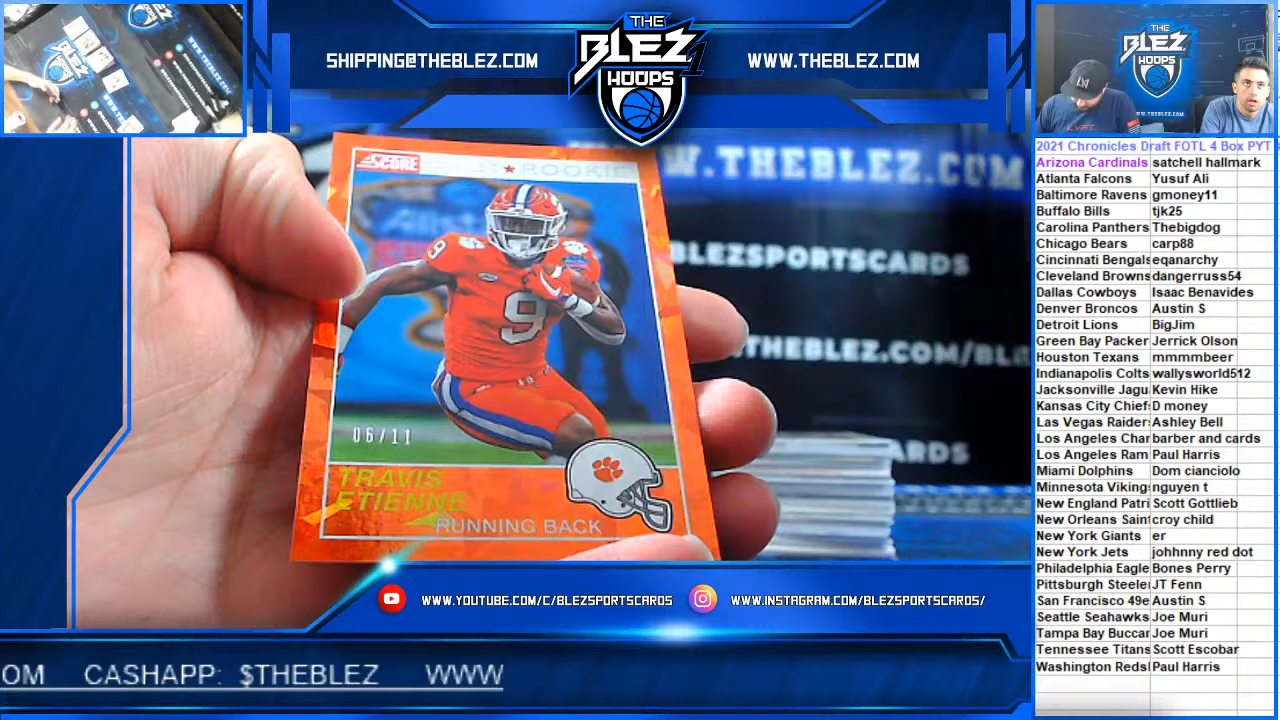 SHIPPING@THEBLEZ.COM
THE
BLEZ
HOOPS
WWW.THEBLEZ.COM
SCORE
ROOKIE
9
9
06/11
TRAVIS
ETIENNE
RUNNING BACK
WWW.THEBLEZ.COM
BLEZSPORTSCARDS
THEBLEZ.COM/BL
RDS
WWW.YOUTUBE.COM/C/BLEZSPORTSCARDS
WWW.INSTAGRAM.COM/BLEZSPORTSCARDS/
OM CASHAPP: $THEBLEZ WWW
THE
BLEZ
HOOPS
WWW.THEBLEZ.COM
2021 Chronicles Draft FOTL 4 Box PYT
Arizona Cardinals satchell hallmark
Atlanta Falcons Yusuf Ali
Baltimore Ravens gmoney11
Buffalo Bills tjk25
Carolina Panthers Thebigdog
Chicago Bears carp88
Cincinnati Bengals eqanarchy
Cleveland Browns dangerruss54
Dallas Cowboys Isaac Benavides
Denver Broncos Austin S
Detroit Lions BigJim
Green Bay Packer Jerrick Olson
Houston Texans mmmmbeer
Indianapolis Colts wallysworld512
Jacksonville Jagu Kevin Hike
Kansas City Chief D money
Las Vegas Raider Ashley Bell
Los Angeles Char barber and cards
Los Angeles Ram Paul Harris
Miami Dolphins Dom cianciolo
Minnesota Viking nguyen t
New England Patri Scott Gottlieb
New Orleans Saint croy child
New York Giants er
New York Jets johhnny red dot
Philadelphia Eagle Bones Perry
Pittsburgh Steele JT Fenn
San Francisco 49e Austin S
Seattle Seahawks Joe Muri
Tampa Bay Buccar Joe Muri
Tennessee Titans Scott Escobar
Washington Reds Paul Harris